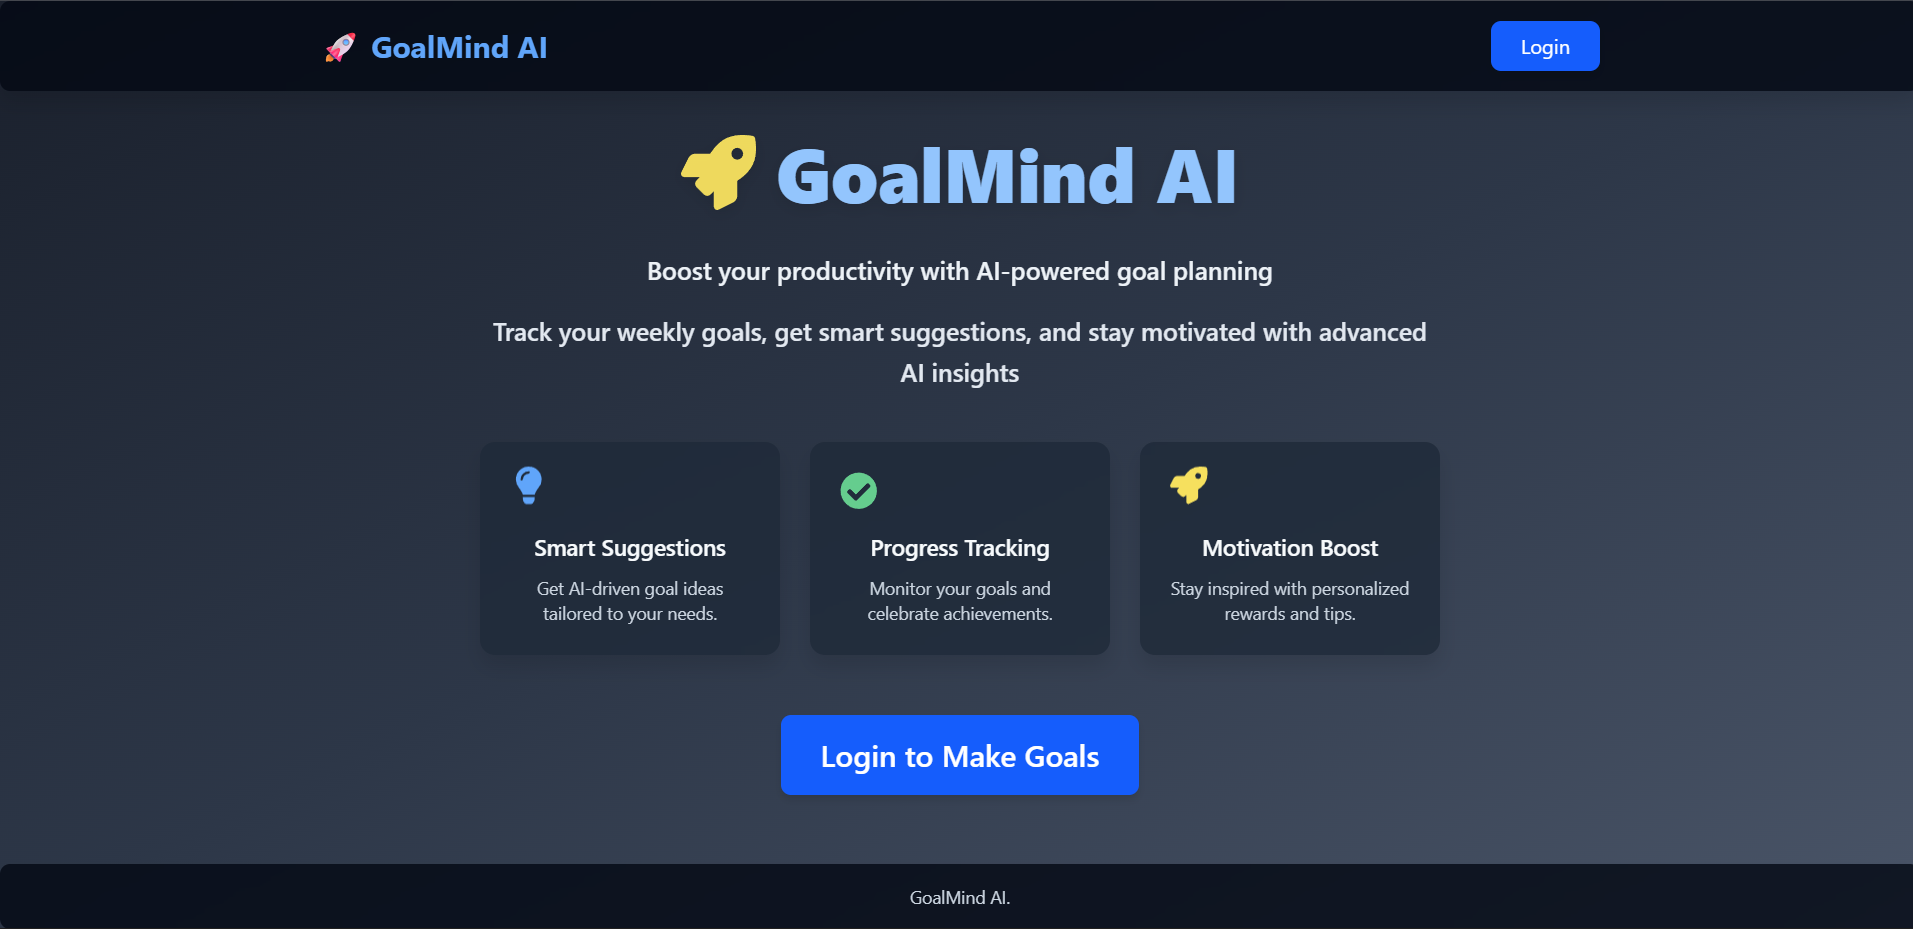 GoalMind AI
Login
GoalMind AI
Boost your productivity with AI-powered goal planning
Track your weekly goals, get smart suggestions, and stay motivated with advanced
AI insights
Smart Suggestions
Get AI-driven goal ideas
tailored to your needs.
Progress Tracking
Monitor your goals and
celebrate achievements.
Motivation Boost
Stay inspired with personalized
rewards and tips.
Login to Make Goals
GoalMind AI.